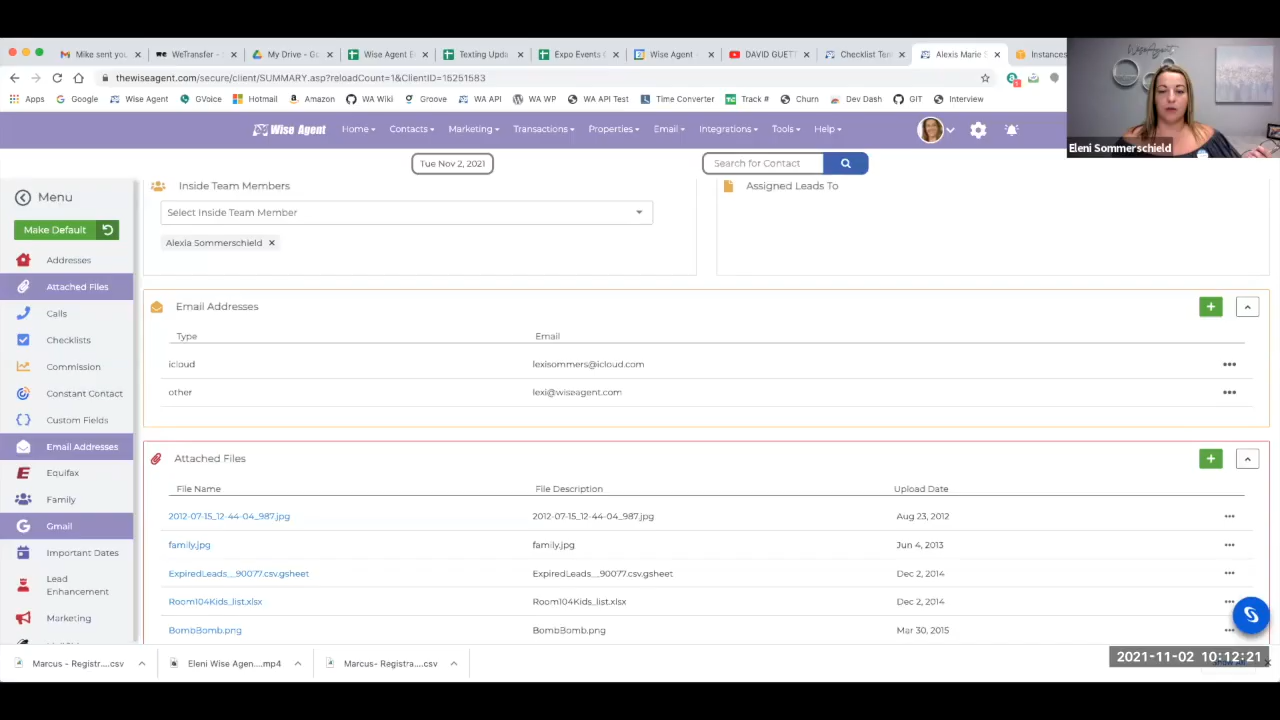 Mike sent you
WeTransfer -
My Drive - Go
Wise Agent E
Texting Upda
Expo Events
Wise Agent -
DAVID GUETT
Checklist Tem
Alexis Marie S
Instances
thewiseagent.com/secure/client/SUMMARY.asp?reloadCount=1&ClientID=15251583
Apps
Google
Wise Agent
GVoice
Hotmail
Amazon
WA Wiki
Groove
WA API
WA WP
WA API Test
Time Converter
Track #
Churn
Dev Dash
GIT
Interview
Eleni Sommerschield
Wise Agent
Home
Contacts
Marketing
Transactions
Properties
Email
Integrations
Tools
Help
Tue Nov 2, 2021
Search for Contact
Menu
Make Default
Addresses
Attached Files
Calls
Checklists
Commission
Constant Contact
Custom Fields
Email Addresses
Equifax
Family
Gmail
Important Dates
Lead
Enhancement
Marketing
Inside Team Members
Select Inside Team Member
Alexia Sommerschield
Assigned Leads To
Email Addresses
Type Email
icloud lexisommers@icloud.com
other lexi@wiseagent.com
Attached Files
File Name File Description Upload Date
2012-07-15_12-44-04_987.jpg 2012-07-15_12-44-04_987.jpg Aug 23, 2012
family.jpg family.jpg Jun 4, 2013
ExpiredLeads__90077.csv.gsheet ExpiredLeads__90077.csv.gsheet Dec 2, 2014
Room104Kids_list.xlsx Room104Kids_list.xlsx Dec 2, 2014
BombBomb.png BombBomb.png Mar 30, 2015
Marcus - Registr....csv
Eleni Wise Agen....mp4
Marcus- Registra....csv
2021-11-02 10:12:21